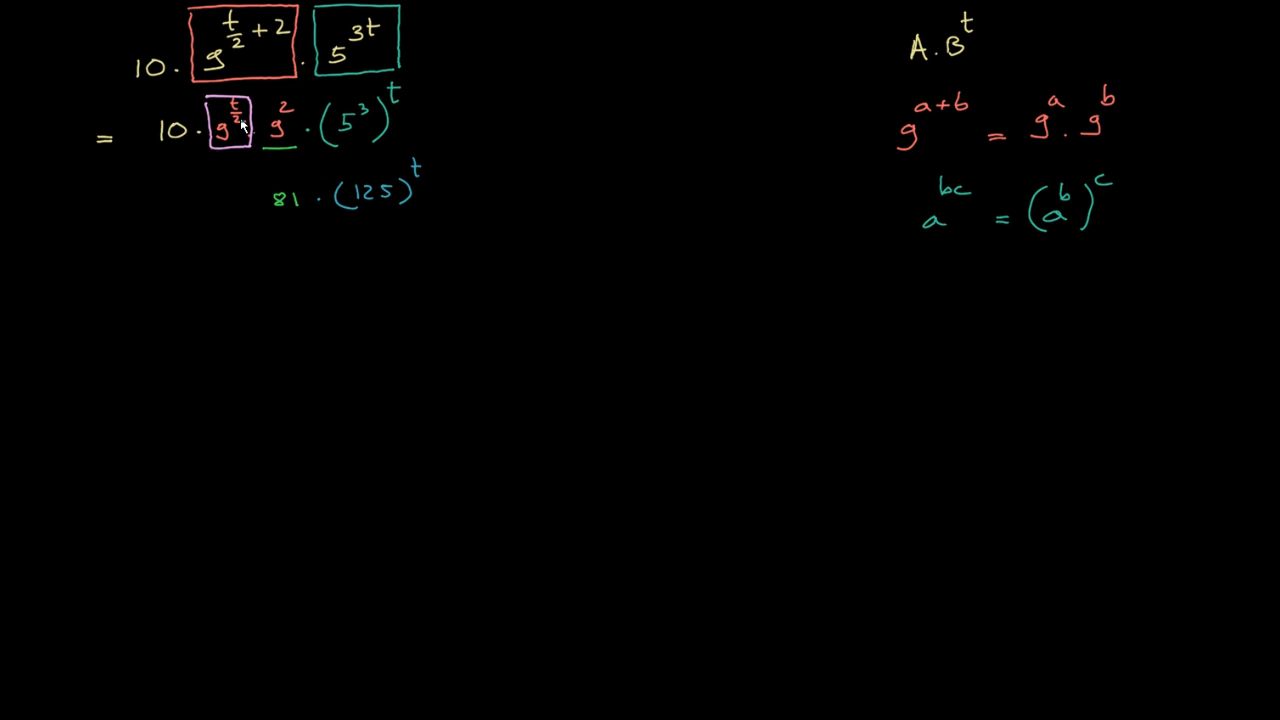 10 · 9^(t/2 + 2) · 5^(3t)
= 10 · 9^(t/2) · 9^2 · (5^3)^t
81 · (125)^t
A . B^t
9^(a+b) = 9^a . 9^b
a^(bc) = (a^b)^c